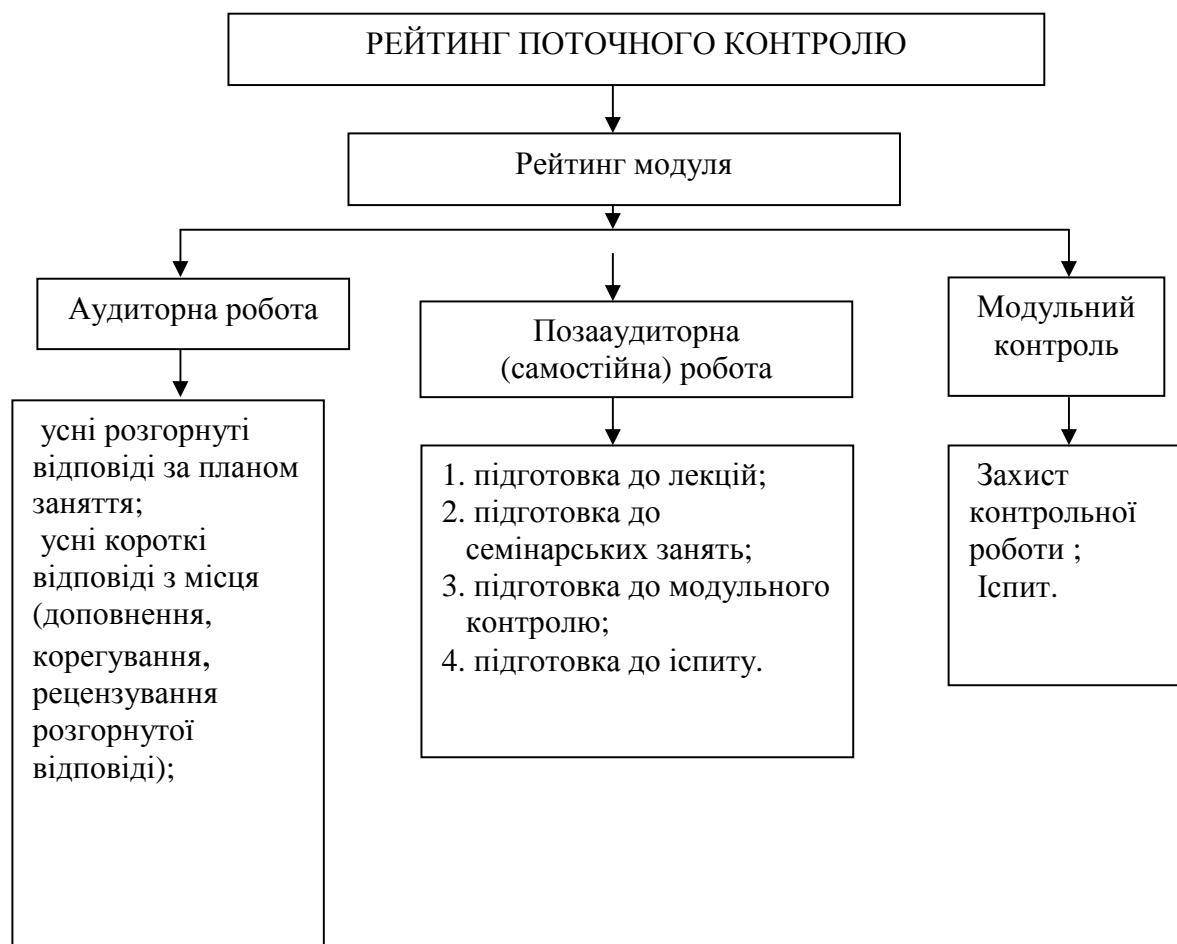 РЕЙТИНГ ПОТОЧНОГО КОНТРОЛЮ
Рейтинг модуля
Аудиторна робота
Позааудиторна
(самостійна) робота
Модульний
контроль
усні розгорнуті
відповіді за планом
заняття;
усні короткі
відповіді з місця
(доповнення,
корегування,
рецензування
розгорнутої
відповіді);
1. підготовка до лекцій;
2. підготовка до
семінарських занять;
3. підготовка до модульного
контролю;
4. підготовка до іспиту.
Захист
контрольної
роботи ;
Іспит.